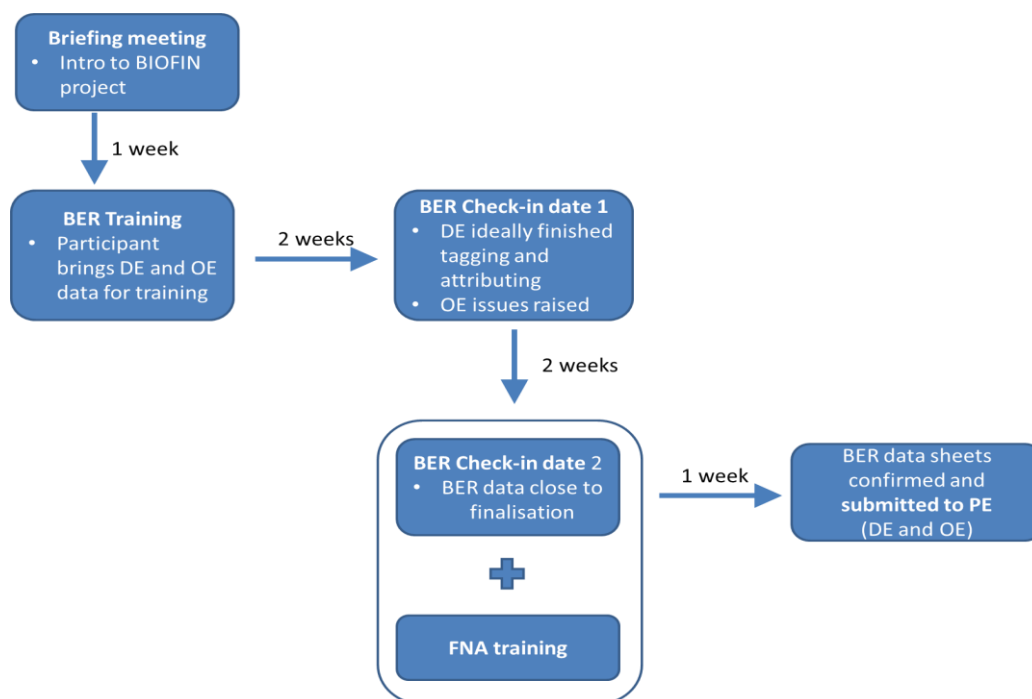 Briefing meeting
• Intro to BIOFIN
project
1 week
BER Training
• Participant
brings DE and OE
data for training
2 weeks
BER Check-in date 1
• DE ideally finished
tagging and
attributing
• OE issues raised
2 weeks
BER Check-in date 2
• BER data close to
finalisation
FNA training
1 week
BER data sheets
confirmed and
submitted to PE
(DE and OE)